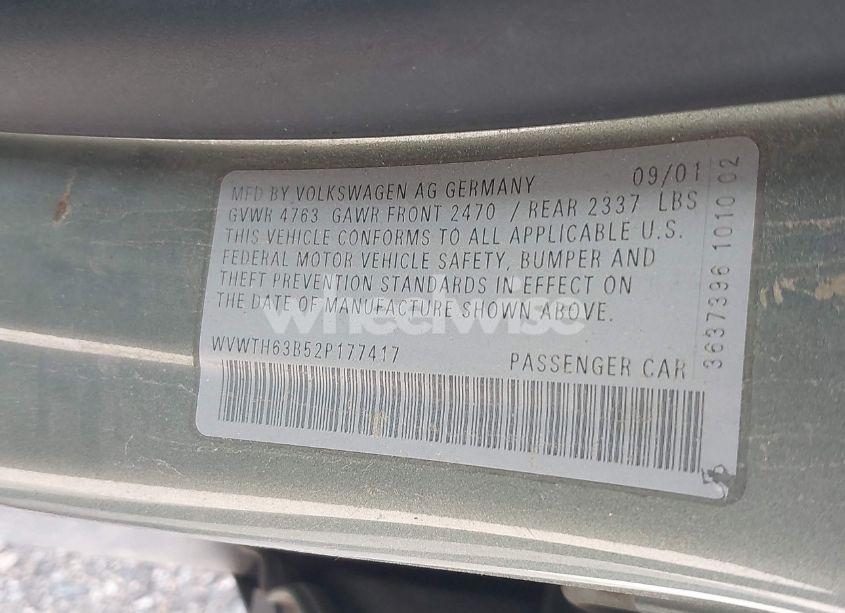 MFD BY VOLKSWAGEN AG GERMANY 09/01
GVWR 4763 GAWR FRONT 2470 / REAR 2337 LBS
THIS VEHICLE CONFORMS TO ALL APPLICABLE U.S.
FEDERAL MOTOR VEHICLE SAFETY, BUMPER AND
THEFT PREVENTION STANDARDS IN EFFECT ON
THE DATE OF MANUFACTURE SHOWN ABOVE.
WVWTH63B52P177417 PASSENGER CAR
3637396 1010 02
wheelwise